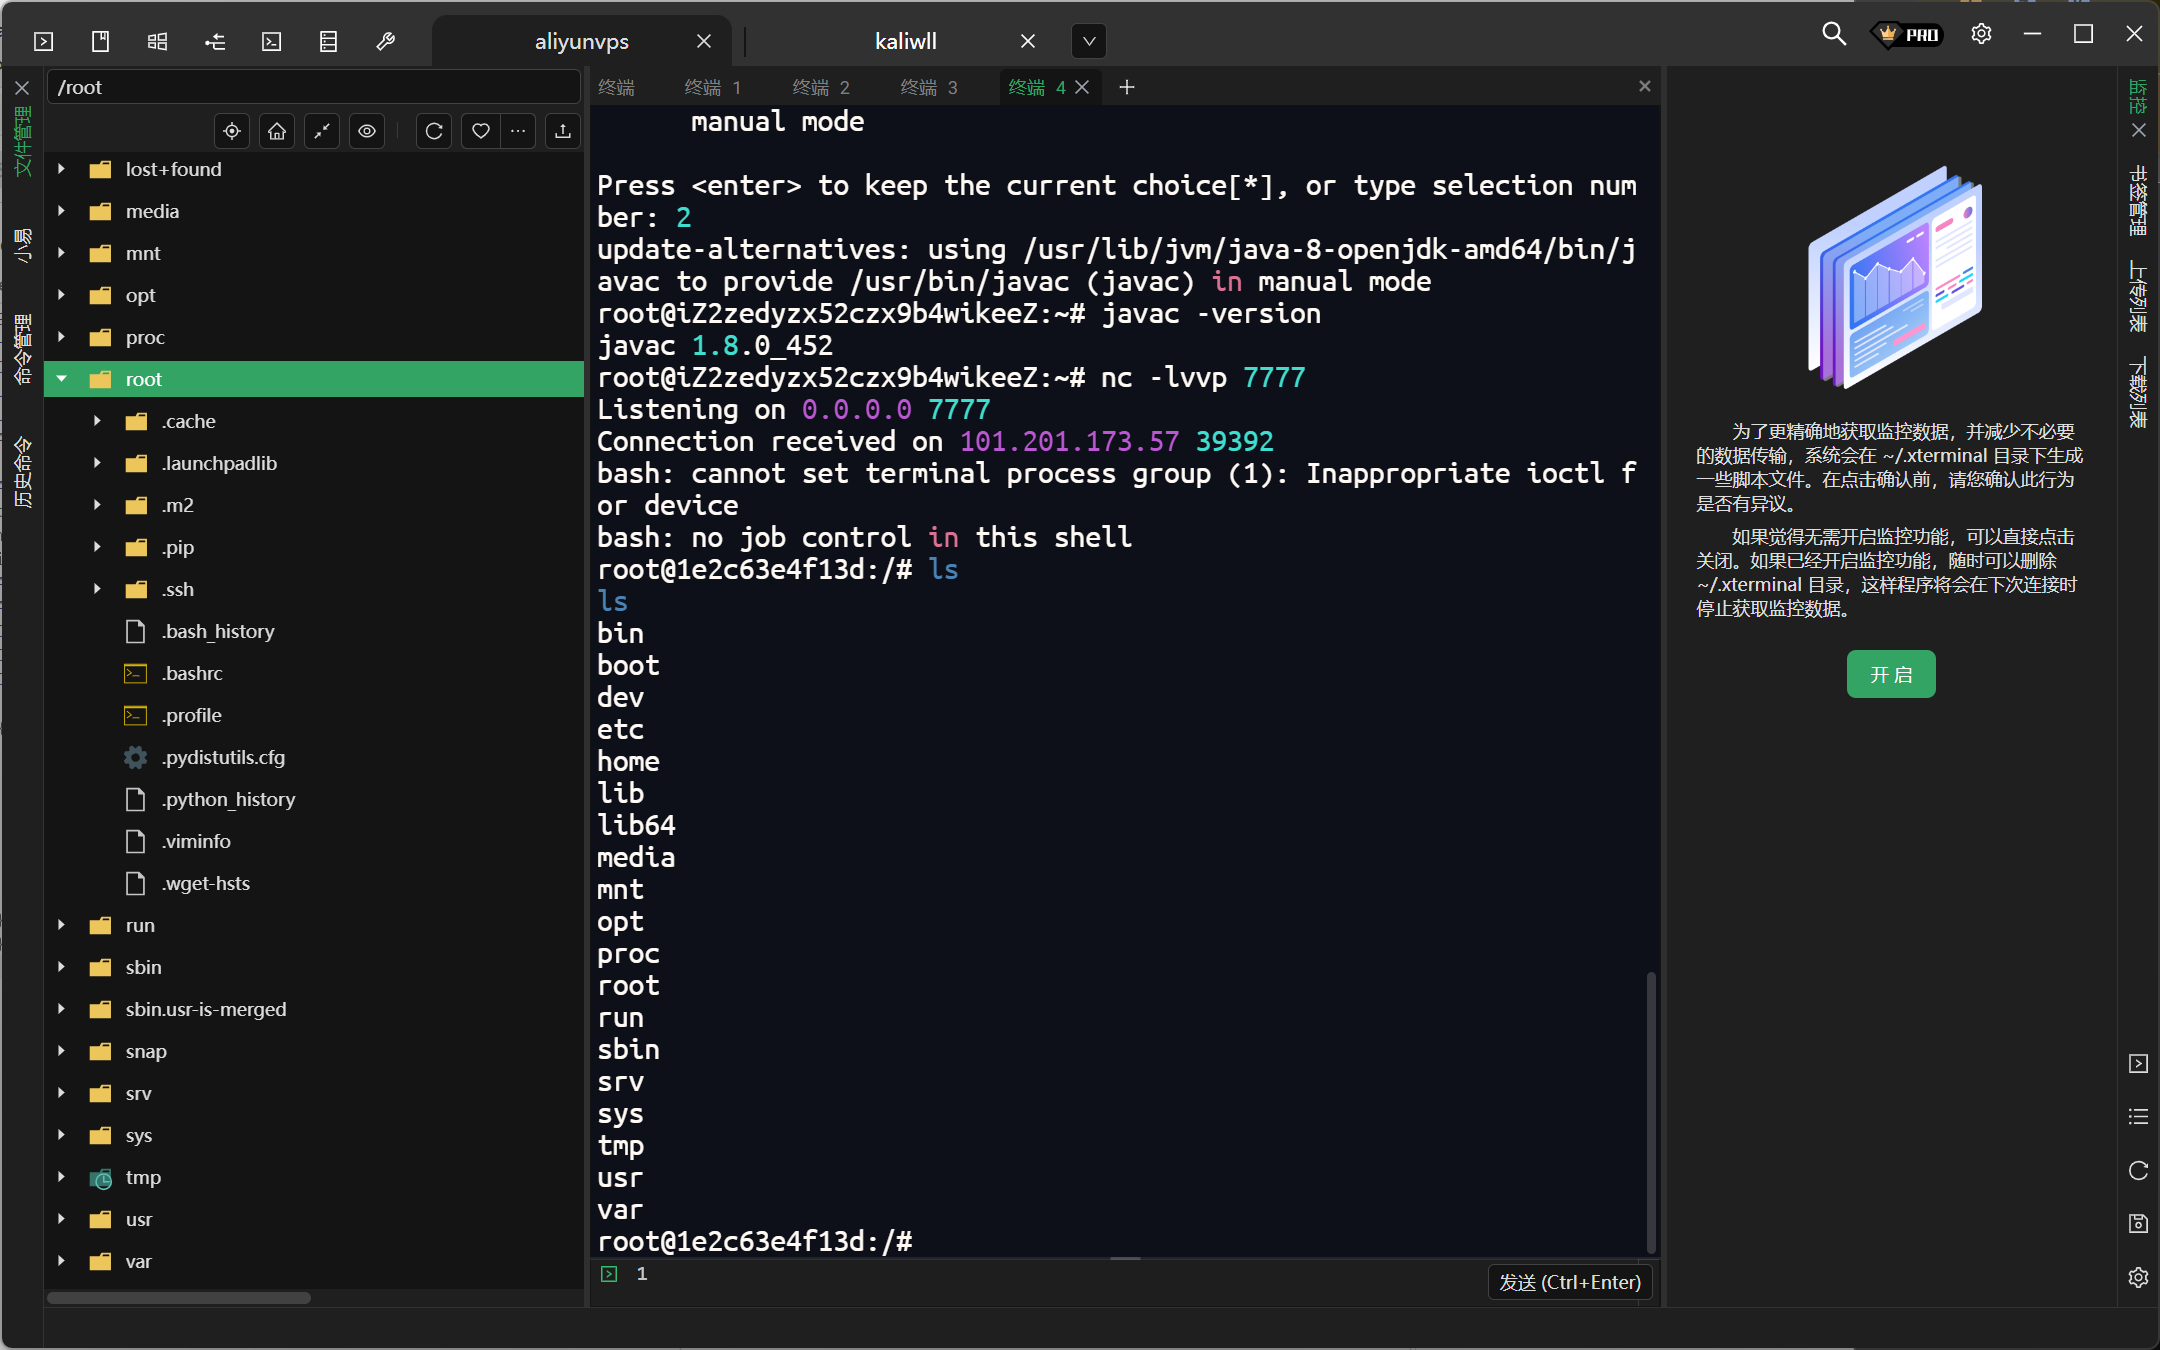 aliyunvps
kaliwll
PRO
文件管理
小易
命令管理
历史命令
/root
lost+found
media
mnt
opt
proc
root
.cache
.launchpadlib
.m2
.pip
.ssh
.bash_history
.bashrc
.profile
.pydistutils.cfg
.python_history
.viminfo
.wget-hsts
run
sbin
sbin.usr-is-merged
snap
srv
sys
tmp
usr
var
终端
终端 1
终端 2
终端 3
终端 4
manual mode
Press <enter> to keep the current choice[*], or type selection num
ber: 2
update-alternatives: using /usr/lib/jvm/java-8-openjdk-amd64/bin/j
avac to provide /usr/bin/javac (javac) in manual mode
root@iZ2zedyzx52czx9b4wikeeZ:~# javac -version
javac 1.8.0_452
root@iZ2zedyzx52czx9b4wikeeZ:~# nc -lvvp 7777
Listening on 0.0.0.0 7777
Connection received on 101.201.173.57 39392
bash: cannot set terminal process group (1): Inappropriate ioctl f
or device
bash: no job control in this shell
root@1e2c63e4f13d:/# ls
ls
bin
boot
dev
etc
home
lib
lib64
media
mnt
opt
proc
root
run
sbin
srv
sys
tmp
usr
var
root@1e2c63e4f13d:/#
1
发送 (Ctrl+Enter)
为了更精确地获取监控数据，并减少不必要
的数据传输，系统会在 ~/.xterminal 目录下生成
一些脚本文件。在点击确认前，请您确认此行为
是否有异议。
如果觉得无需开启监控功能，可以直接点击
关闭。如果已经开启监控功能，随时可以删除
~/.xterminal 目录，这样程序将会在下次连接时
停止获取监控数据。
开启
监控
书签管理
上传列表
下载列表